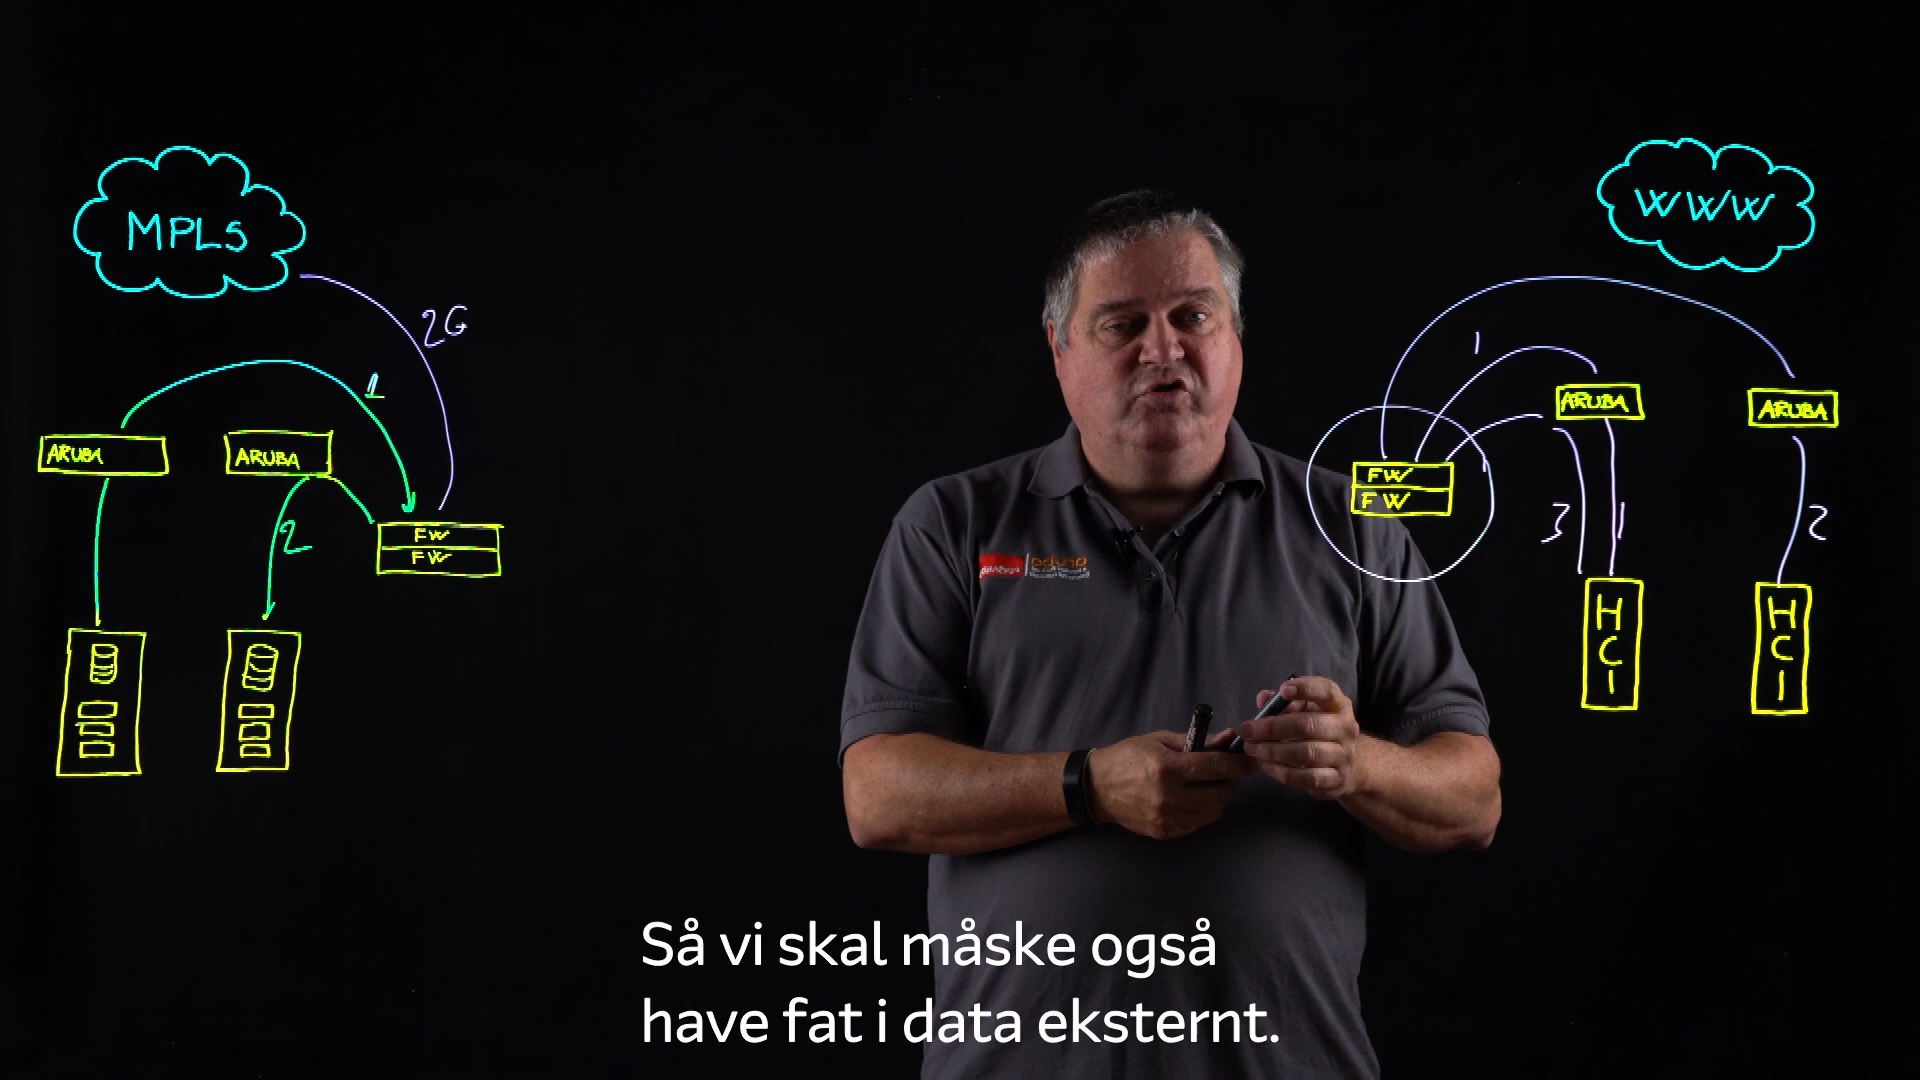 MPLS
2G
1
ARUBA
ARUBA
2
FW
FW
WWW
1
ARUBA
ARUBA
FW
FW
3
1
2
HCI
HCI
Så vi skal måske også
have fat i data eksternt.